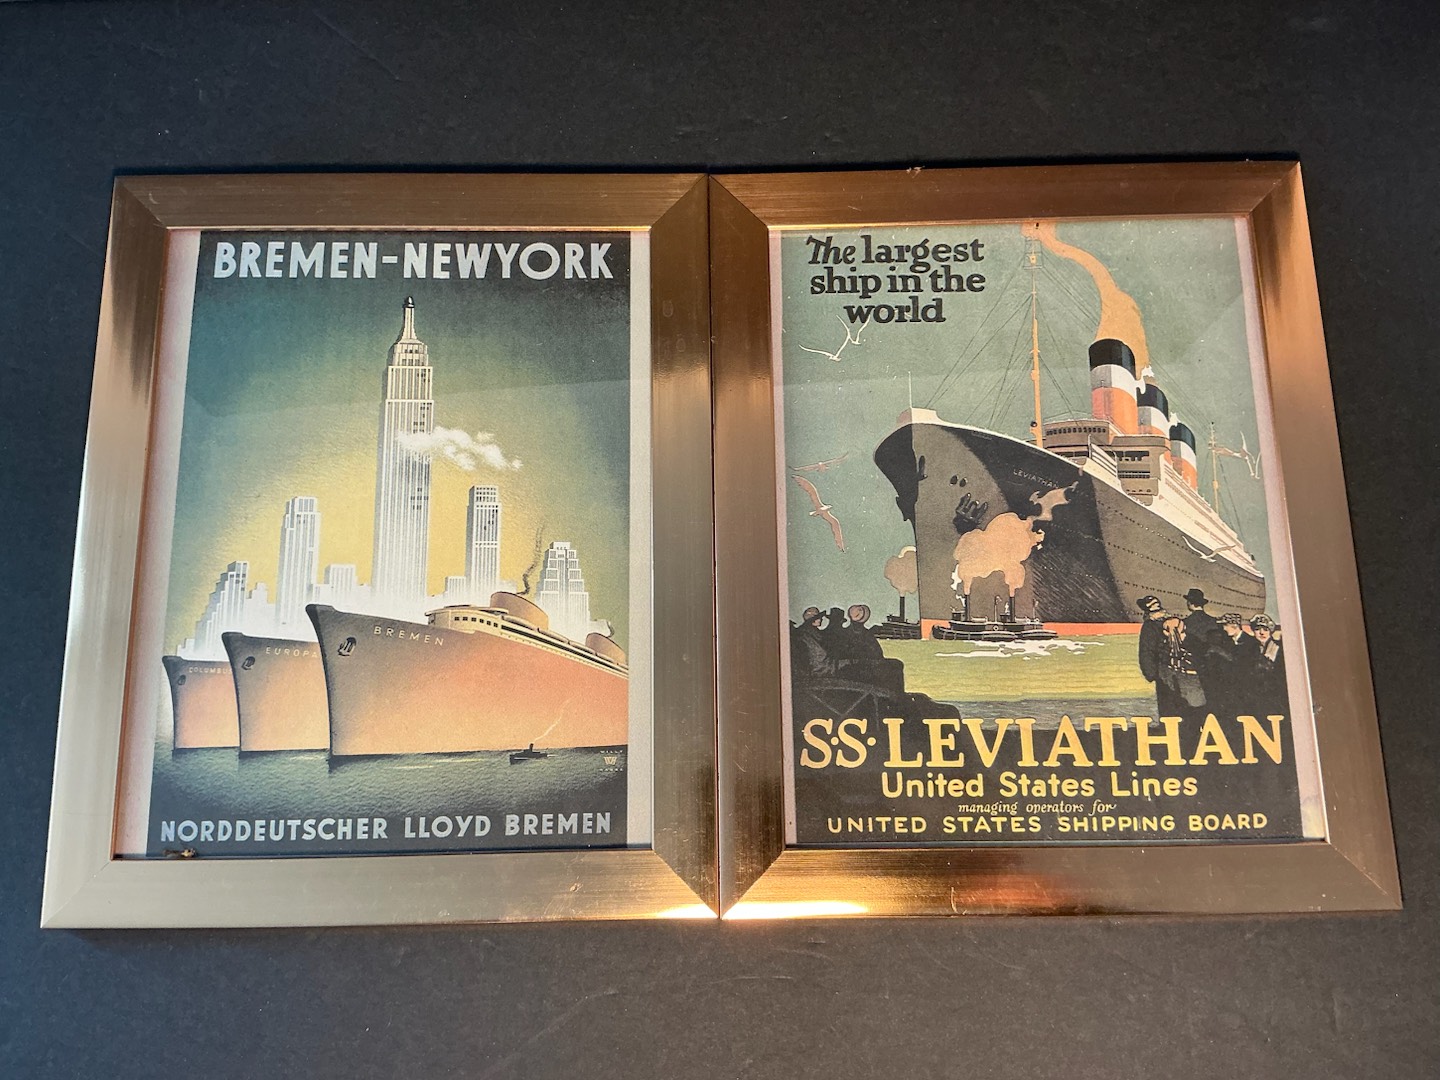 BREMEN-NEWYORK
BREMEN
EUROPA
NORDDEUTSCHER LLOYD BREMEN
The largest
ship in the
world
LEVIATHAN
S.S. LEVIATHAN
United States Lines
managing operators for
UNITED STATES SHIPPING BOARD